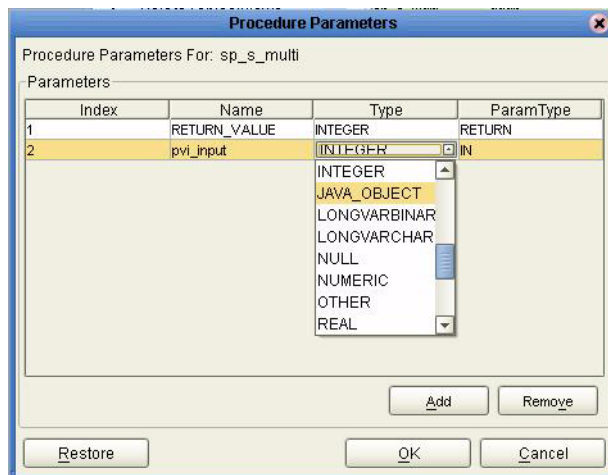 Procedure Parameters
Procedure Parameters For: sp_s_multi
Parameters
Index Name Type ParamType
1 RETURN_VALUE INTEGER RETURN
2 pvi_input INTEGER IN
INTEGER
JAVA_OBJECT
LONGVARBINAR
LONGVARCHAR
NULL
NUMERIC
OTHER
REAL
Add Remove
Restore OK Cancel